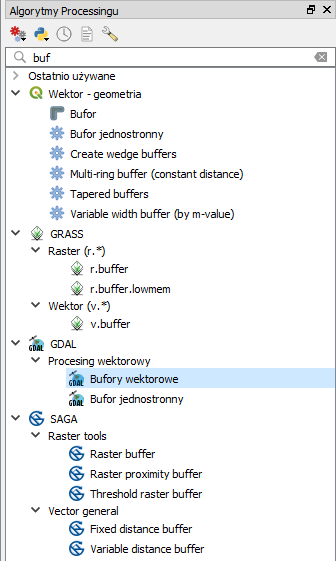 Algorytmy Processingu
buf
Ostatnio używane
Wektor - geometria
Bufor
Bufor jednostronny
Create wedge buffers
Multi-ring buffer (constant distance)
Tapered buffers
Variable width buffer (by m-value)
GRASS
Raster (r.*)
r.buffer
r.buffer.lowmem
Wektor (v.*)
v.buffer
GDAL
Procesing wektorowy
GDAL Bufory wektorowe
GDAL Bufor jednostronny
SAGA
Raster tools
Raster buffer
Raster proximity buffer
Threshold raster buffer
Vector general
Fixed distance buffer
Variable distance buffer